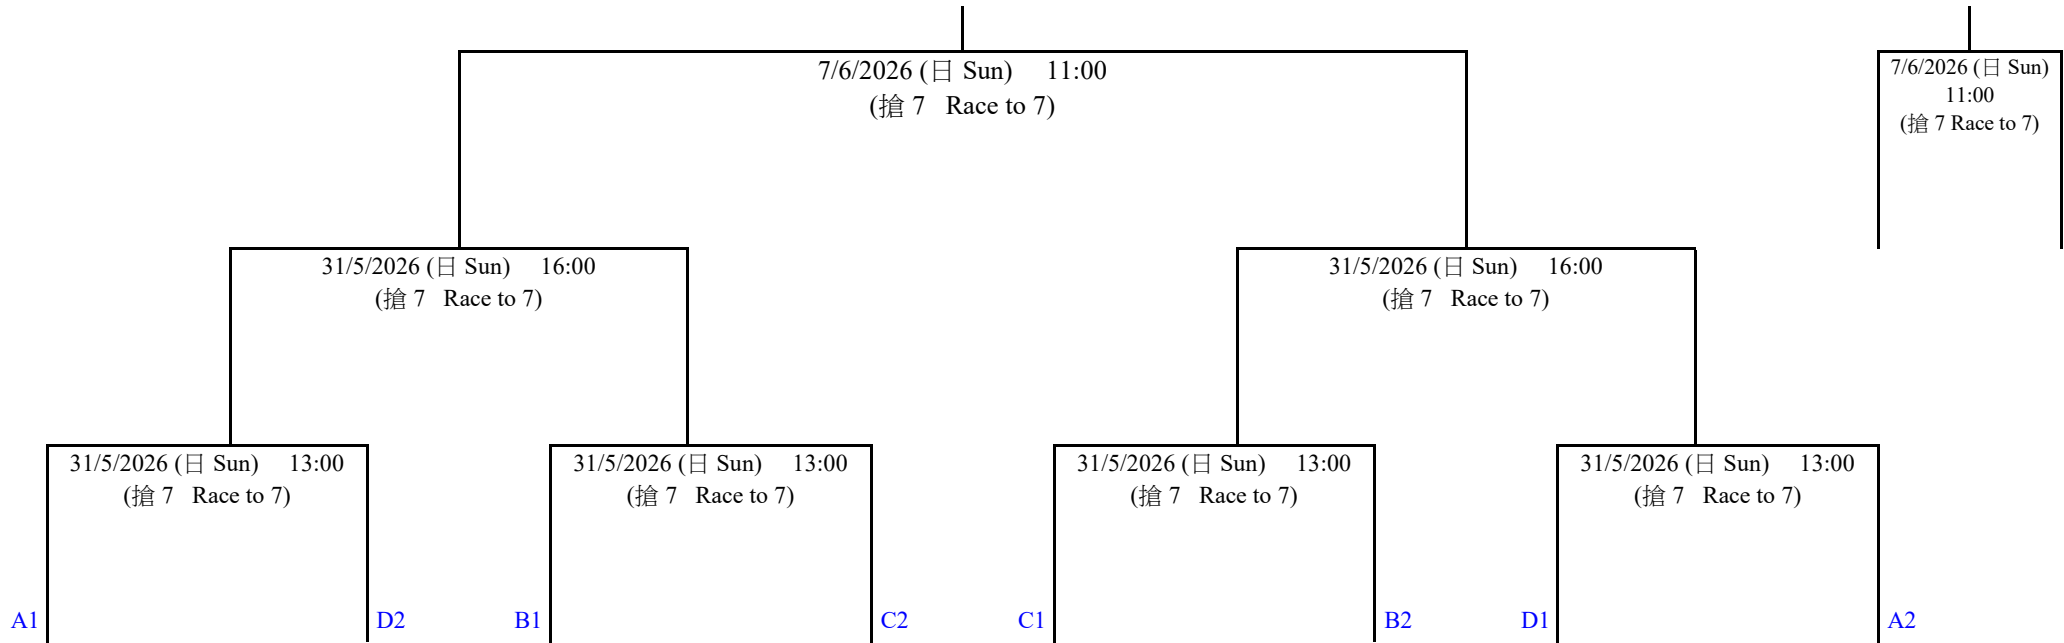 7/6/2026 (日 Sun) 11:00
(搶 7 Race to 7)
7/6/2026 (日 Sun)
11:00
(搶 7 Race to 7)
31/5/2026 (日 Sun) 16:00
(搶 7 Race to 7)
31/5/2026 (日 Sun) 16:00
(搶 7 Race to 7)
31/5/2026 (日 Sun) 13:00
(搶 7 Race to 7)
31/5/2026 (日 Sun) 13:00
(搶 7 Race to 7)
31/5/2026 (日 Sun) 13:00
(搶 7 Race to 7)
31/5/2026 (日 Sun) 13:00
(搶 7 Race to 7)
A1 D2 B1 C2 C1 B2 D1 A2